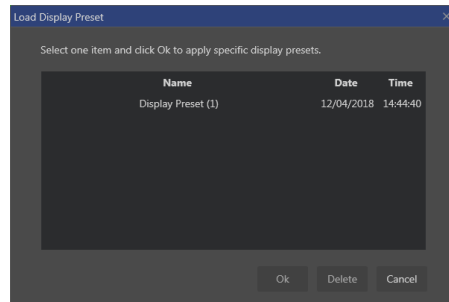 Load Display Preset
Select one item and click Ok to apply specific display presets.
Name Date Time
Display Preset (1) 12/04/2018 14:44:40
Ok Delete Cancel